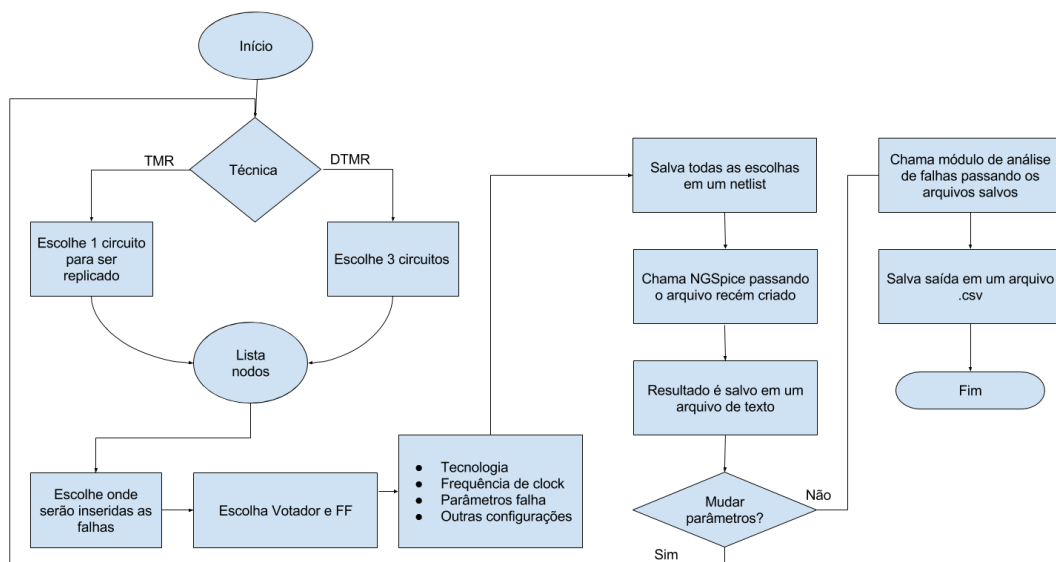 Início
Técnica
TMR
DTMR
Escolhe 1 circuito
para ser
replicado
Escolhe 3 circuitos
Lista
nodos
Escolhe onde
serão inseridas as
falhas
Escolha Votador e FF
● Tecnologia
● Frequência de clock
● Parâmetros falha
● Outras configurações
Salva todas as escolhas
em um netlist
Chama NGSpice passando
o arquivo recém criado
Resultado é salvo em um
arquivo de texto
Mudar
parâmetros?
Sim
Não
Chama módulo de análise
de falhas passando os
arquivos salvos
Salva saída em um arquivo
.csv
Fim